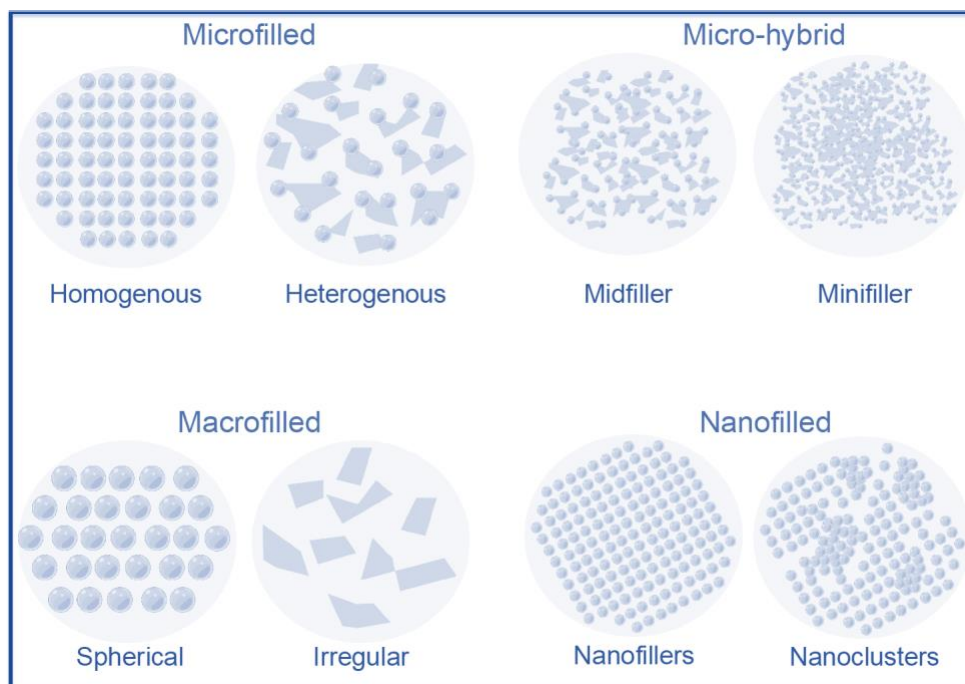 Microfilled
Micro-hybrid
Homogenous
Heterogenous
Midfiller
Minifiller
Macrofilled
Nanofilled
Spherical
Irregular
Nanofillers
Nanoclusters